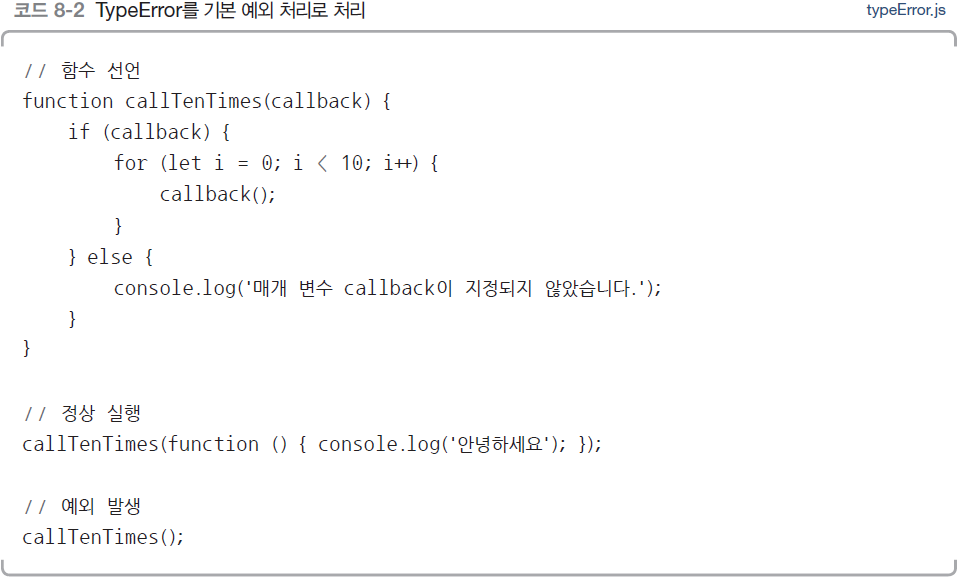 코드 8-2 TypeError를 기본 예외 처리로 처리 typeError.js
// 함수 선언
function callTenTimes(callback) {
    if (callback) {
        for (let i = 0; i < 10; i++) {
            callback();
        }
    } else {
        console.log('매개 변수 callback이 지정되지 않았습니다.');
    }
}
// 정상 실행
callTenTimes(function () { console.log('안녕하세요'); });
// 예외 발생
callTenTimes();